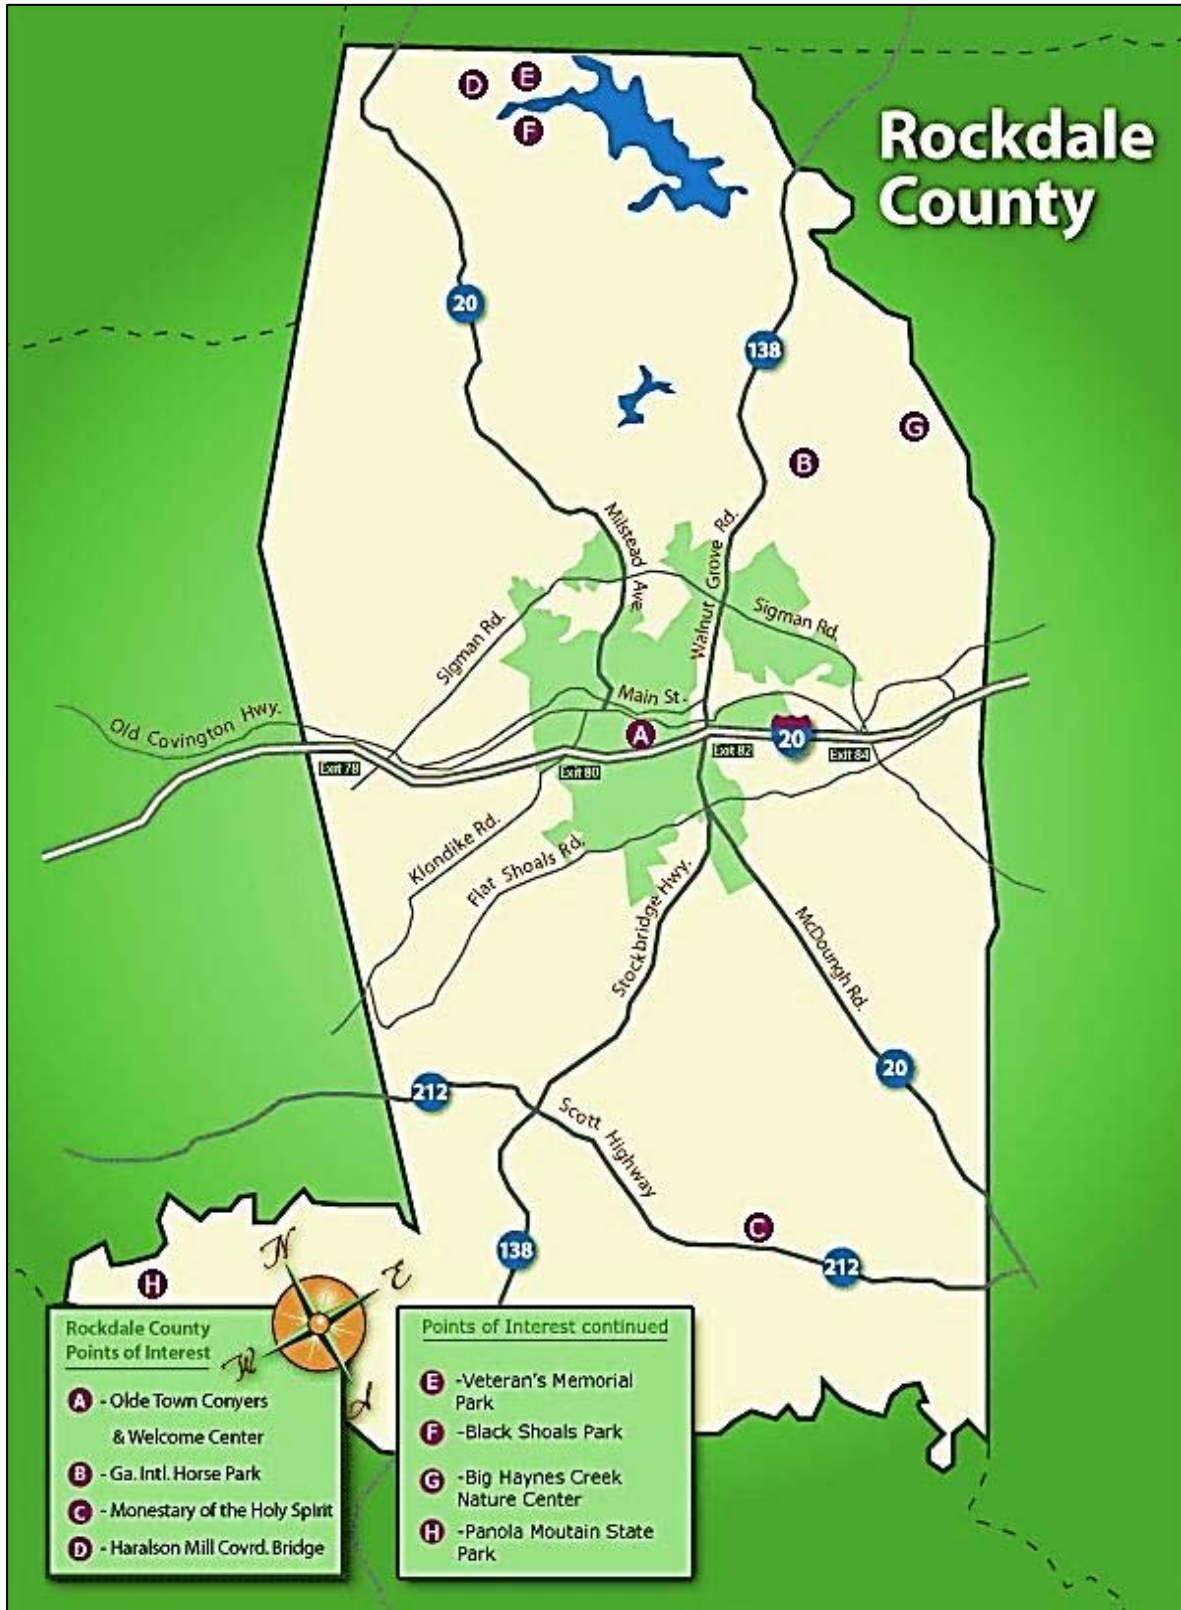 Rockdale
County
D
E
F
20
138
G
B
Milstead Ave.
Walnut Grove Rd.
Sigman Rd.
Sigman Rd.
Main St.
Old Covington Hwy.
A
20
Exit 78
Exit 80
Exit 82
Exit 84
Klondike Rd.
Flat Shoals Rd.
Stockbridge Hwy.
McDoungh Rd.
20
212
Scott Highway
C
138
212
H
N
E
W
S
Rockdale County
Points of Interest
A - Olde Town Conyers
& Welcome Center
B - Ga. Intl. Horse Park
C - Monestary of the Holy Spirit
D - Haralson Mill Covrd. Bridge
Points of Interest continued
E -Veteran's Memorial
Park
F -Black Shoals Park
G -Big Haynes Creek
Nature Center
H -Panola Moutain State
Park